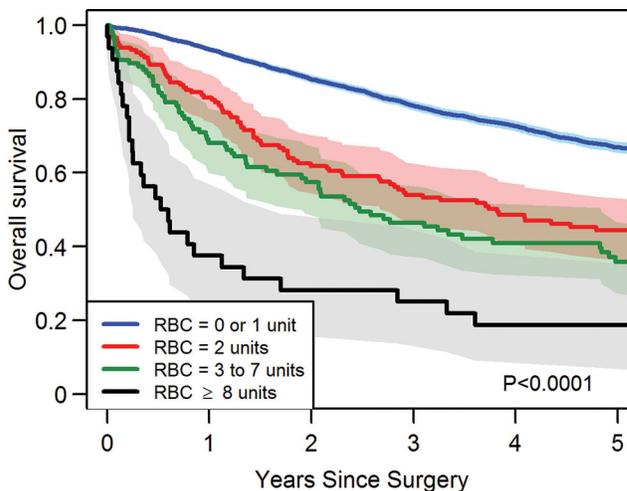 1.0
0.8
0.6
0.4
0.2
0
Overall survival
RBC = 0 or 1 unit
RBC = 2 units
RBC = 3 to 7 units
RBC ≥ 8 units
P<0.0001
0 1 2 3 4 5
Years Since Surgery